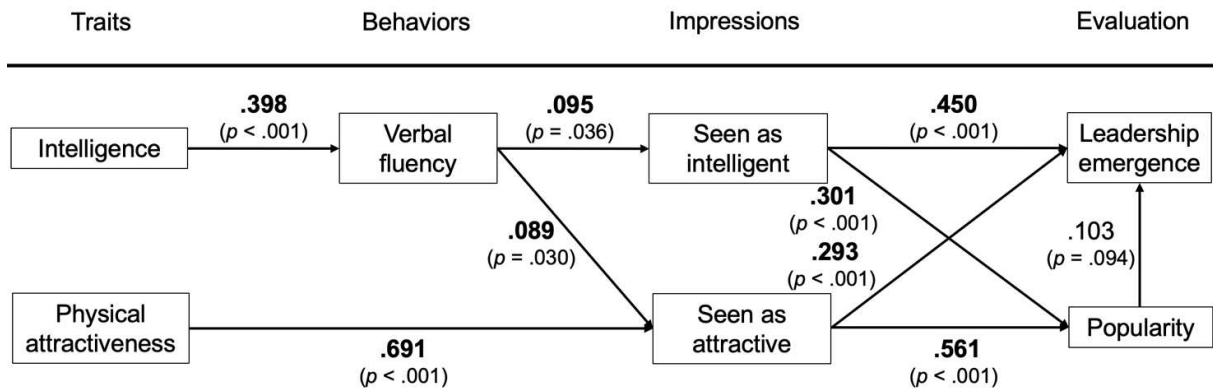 Traits
Behaviors
Impressions
Evaluation
.398
(p < .001)
.095
(p = .036)
.450
(p < .001)
Intelligence
Verbal
fluency
Seen as
intelligent
Leadership
emergence
.301
(p < .001)
.089
(p = .030)
.293
(p < .001)
.103
(p = .094)
Physical
attractiveness
Seen as
attractive
Popularity
.691
(p < .001)
.561
(p < .001)